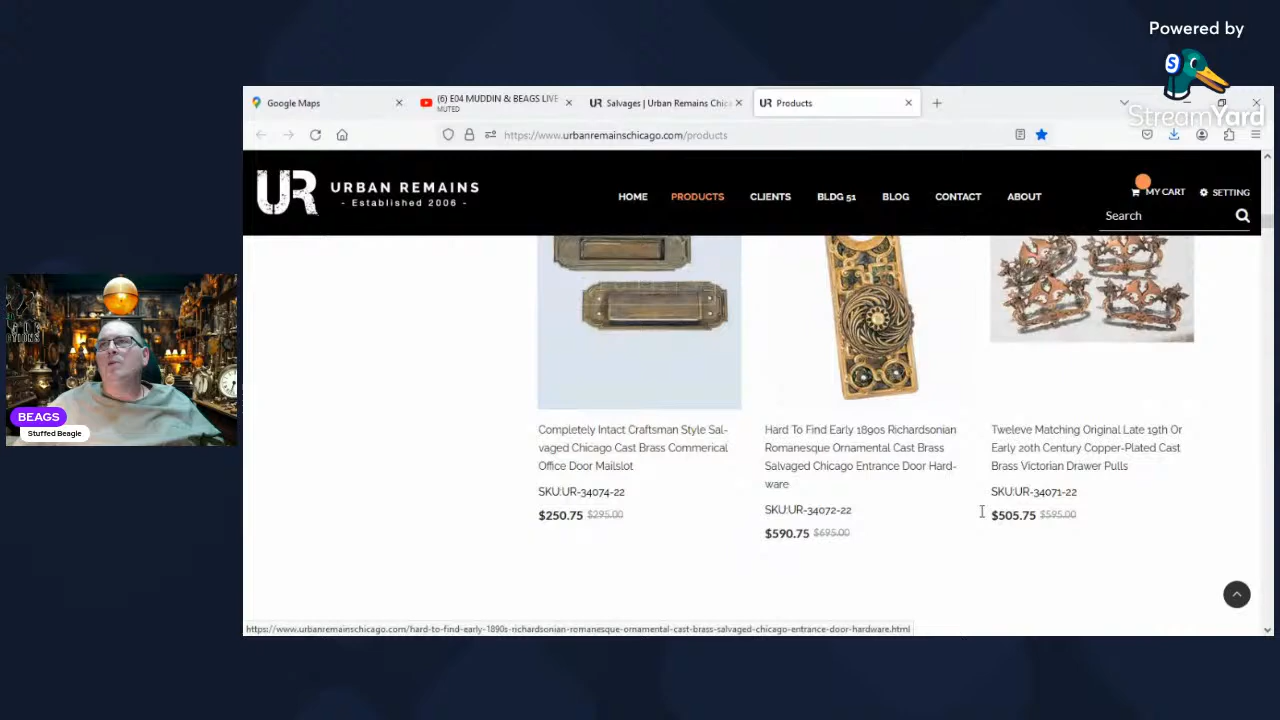 Powered by
S
StreamYard
Google Maps
(6) E04 MUDDIN & BEAGS LIVE
MUTED
UR Salvages | Urban Remains Chic
UR Products
https://www.urbanremainschicago.com/products
UR
URBAN REMAINS
- Established 2006 -
HOME
PRODUCTS
CLIENTS
BLDG 51
BLOG
CONTACT
ABOUT
MY CART
SETTING
Search
BEAGS
Stuffed Beagle
Completely Intact Craftsman Style Sal-
vaged Chicago Cast Brass Commerical
Office Door Mailslot
SKU:UR-34074-22
$250.75 $295.00
Hard To Find Early 1890s Richardsonian
Romanesque Ornamental Cast Brass
Salvaged Chicago Entrance Door Hard-
ware
SKU:UR-34072-22
$590.75 $695.00
Tweleve Matching Original Late 19th Or
Early 20th Century Copper-Plated Cast
Brass Victorian Drawer Pulls
SKU:UR-34071-22
$505.75 $595.00
https://www.urbanremainschicago.com/hard-to-find-early-1890s-richardsonian-romanesque-ornamental-cast-brass-salvaged-chicago-entrance-door-hardware.html